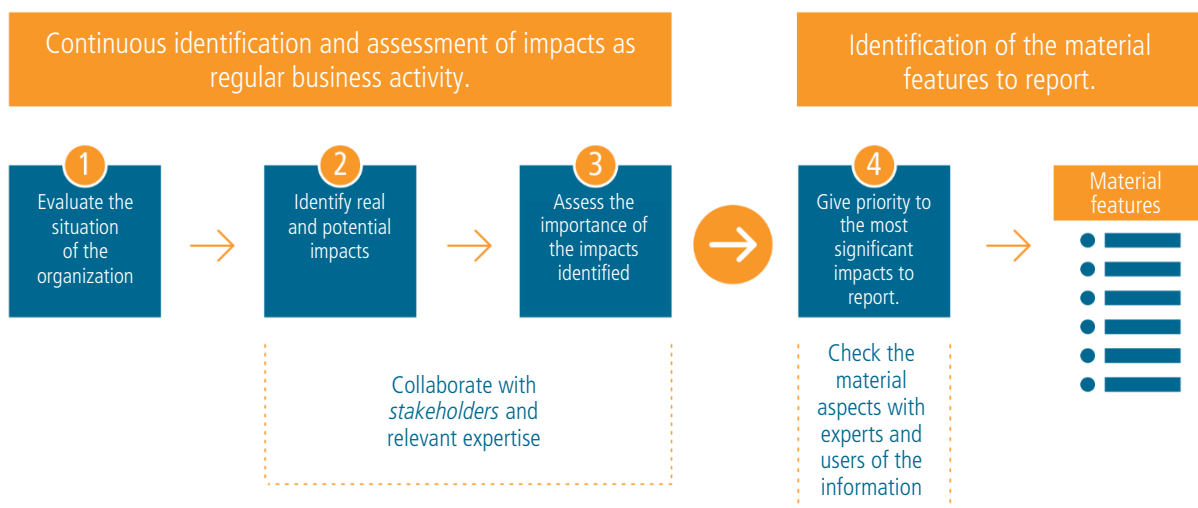 Continuous identification and assessment of impacts as
regular business activity.
Identification of the material
features to report.
1
Evaluate the
situation
of the
organization
2
Identify real
and potential
impacts
3
Assess the
importance of
the impacts
identified
4
Give priority to
the most
significant
impacts to
report.
Material
features
Collaborate with
stakeholders and
relevant expertise
Check the
material
aspects with
experts and
users of the
information